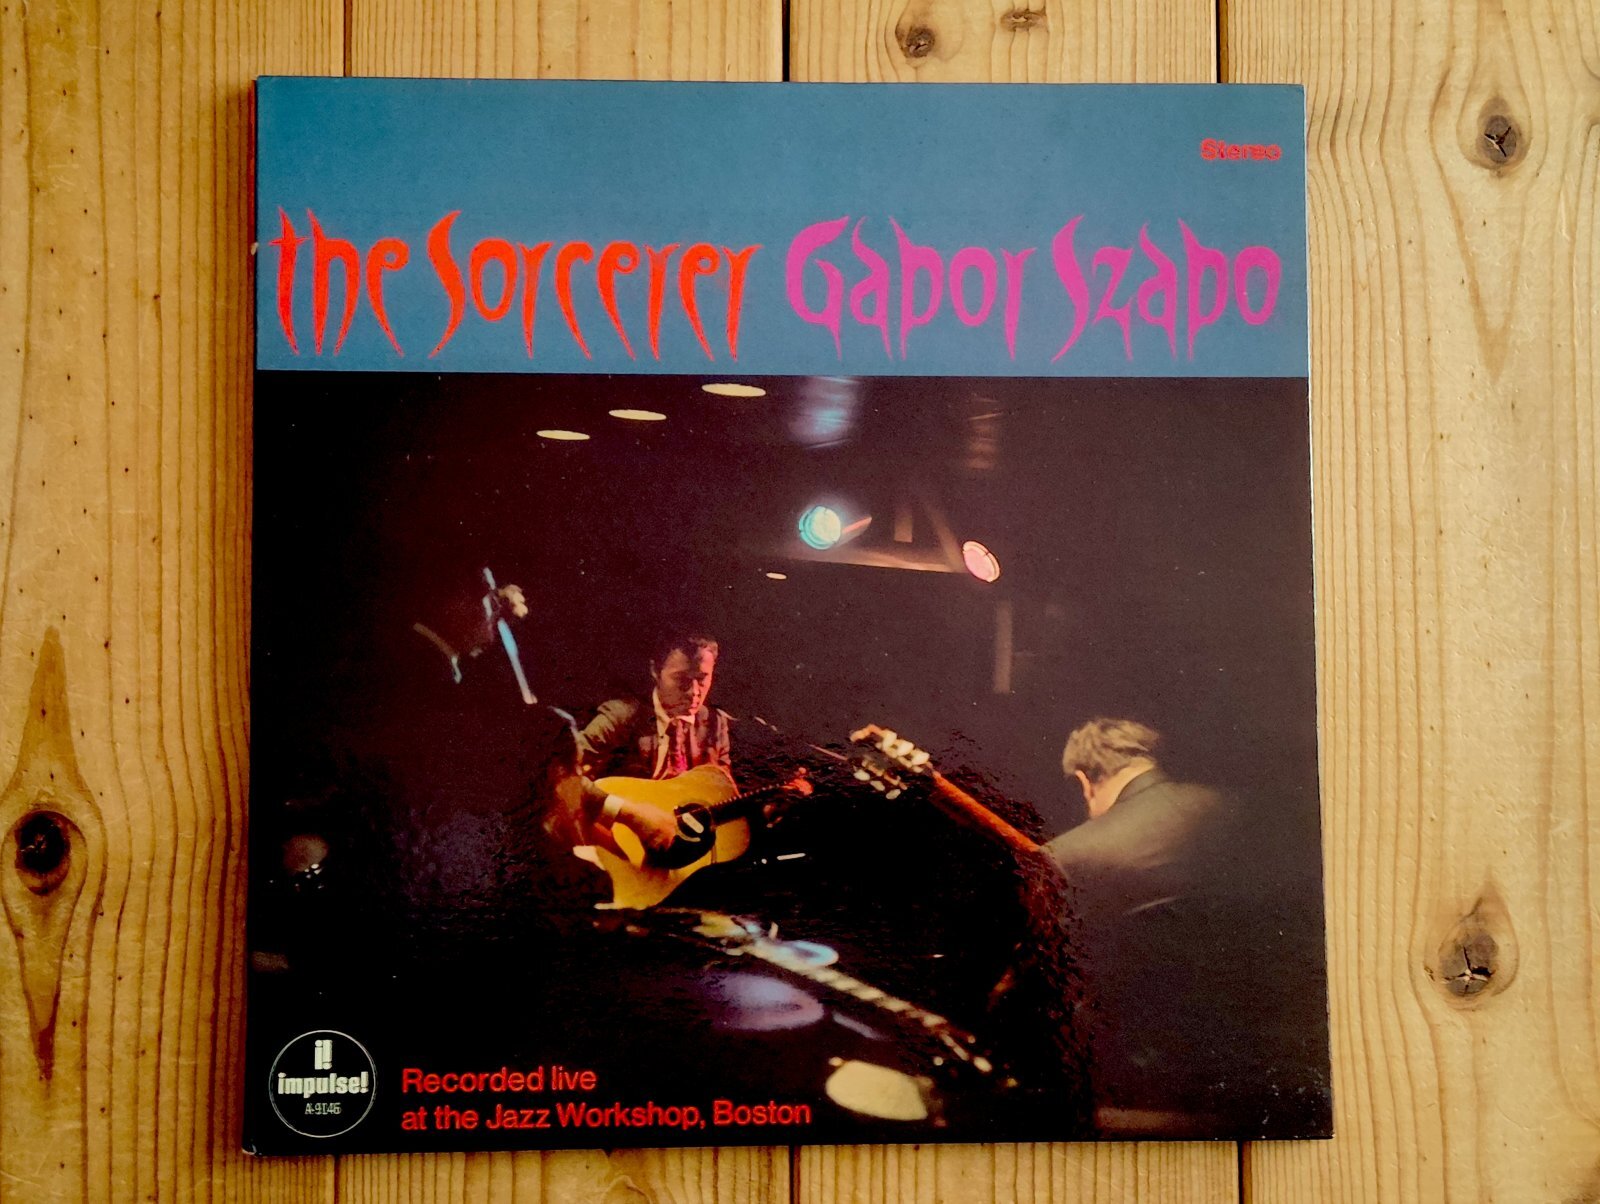 Stereo
the Sorcerer Gabor Szabo
i!
impulse!
A-9146
Recorded live
at the Jazz Workshop, Boston